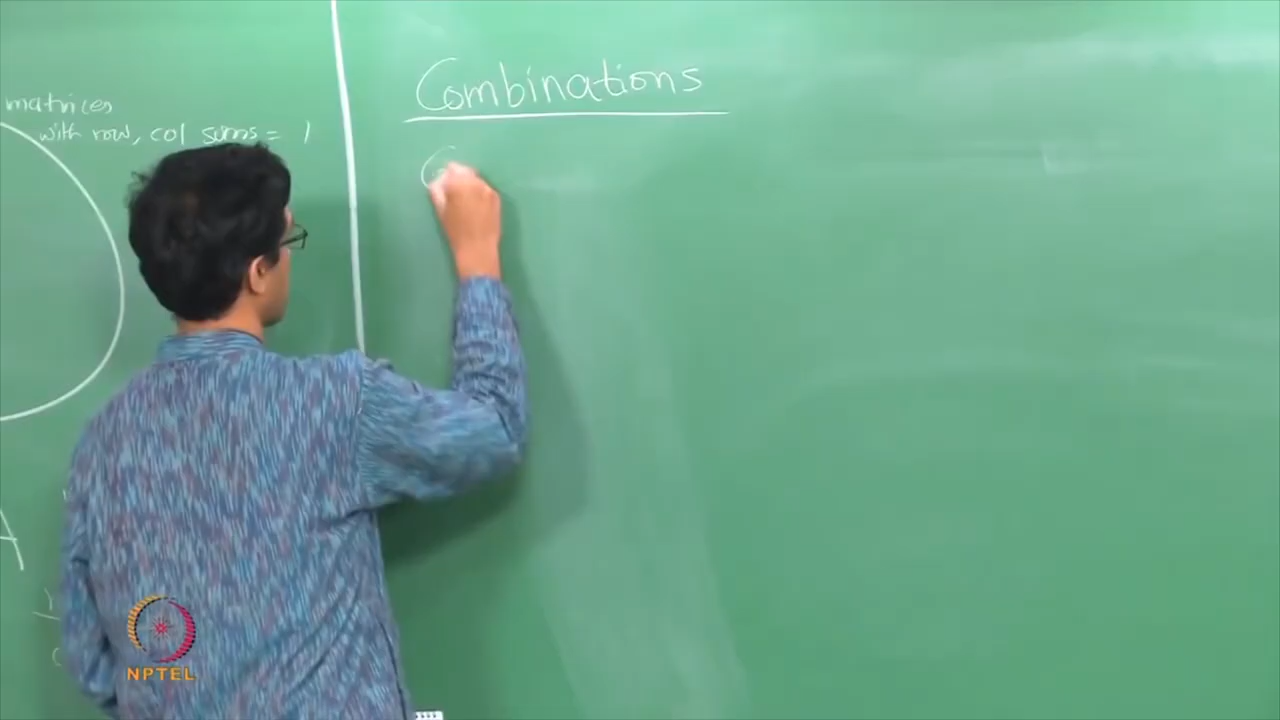 matrices
with row, col sums = 1
Combinations
A
NPTEL